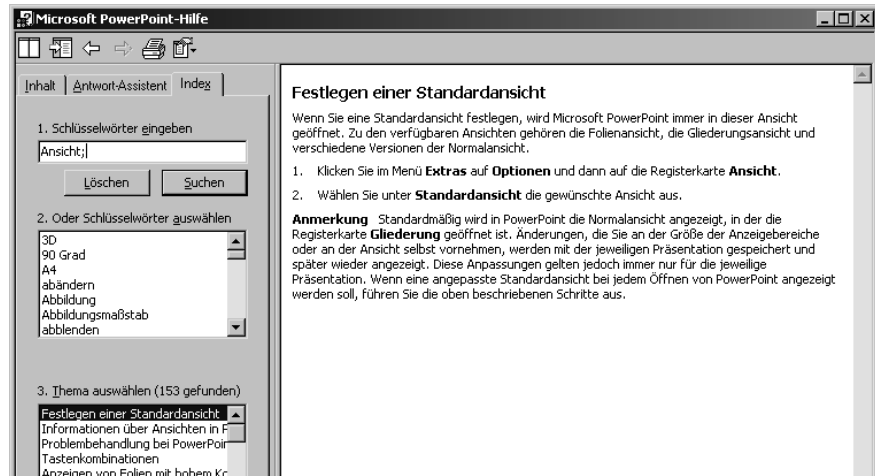 Microsoft PowerPoint-Hilfe
Inhalt Antwort-Assistent Index
1. Schlüsselwörter eingeben
Ansicht;
Löschen Suchen
2. Oder Schlüsselwörter auswählen
3D
90 Grad
A4
abändern
Abbildung
Abbildungsmaßstab
abblenden
3. Thema auswählen (153 gefunden)
Festlegen einer Standardansicht
Informationen über Ansichten in F
Problembehandlung bei PowerPoin
Tastenkombinationen
Anzeigen von Folien mit hohem Ko
Festlegen einer Standardansicht
Wenn Sie eine Standardansicht festlegen, wird Microsoft PowerPoint immer in dieser Ansicht
geöffnet. Zu den verfügbaren Ansichten gehören die Folienansicht, die Gliederungsansicht und
verschiedene Versionen der Normalansicht.
1. Klicken Sie im Menü Extras auf Optionen und dann auf die Registerkarte Ansicht.
2. Wählen Sie unter Standardansicht die gewünschte Ansicht aus.
Anmerkung Standardmäßig wird in PowerPoint die Normalansicht angezeigt, in der die
Registerkarte Gliederung geöffnet ist. Änderungen, die Sie an der Größe der Anzeigebereiche
oder an der Ansicht selbst vornehmen, werden mit der jeweiligen Präsentation gespeichert und
später wieder angezeigt. Diese Anpassungen gelten jedoch immer nur für die jeweilige
Präsentation. Wenn eine angepasste Standardansicht bei jedem Öffnen von PowerPoint angezeigt
werden soll, führen Sie die oben beschriebenen Schritte aus.